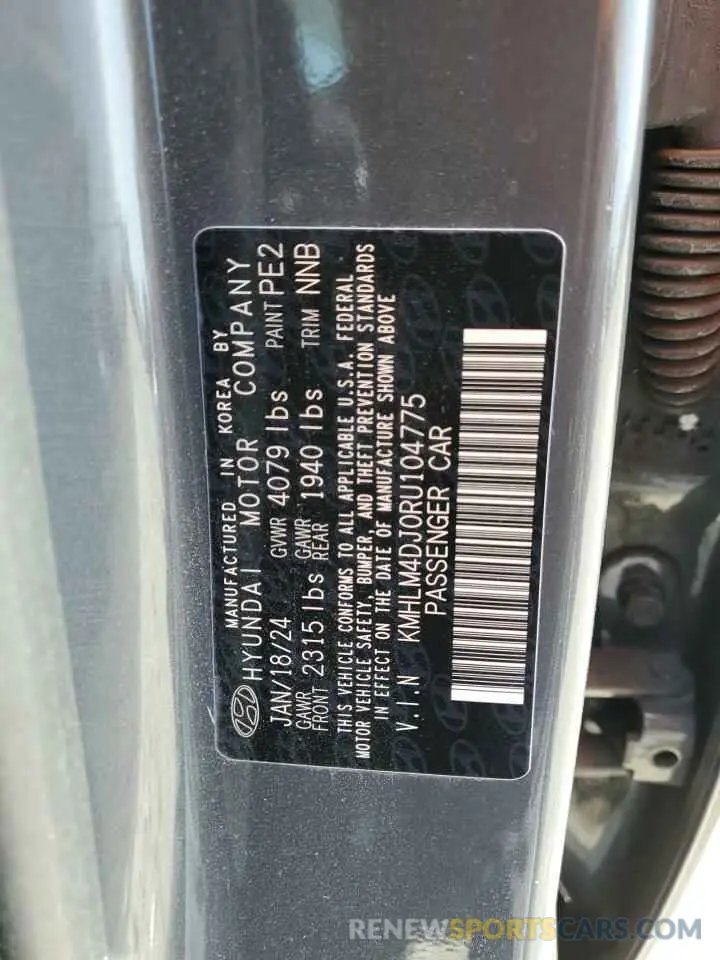 MANUFACTURED IN KOREA BY
HYUNDAI MOTOR COMPANY
JAN/18/24 GVWR 4079 lbs PAINT PE2
GAWR FRONT 2315 lbs GAWR REAR 1940 lbs TRIM NNB
THIS VEHICLE CONFORMS TO ALL APPLICABLE U.S.A. FEDERAL
MOTOR VEHICLE SAFETY, BUMPER, AND THEFT PREVENTION STANDARDS
IN EFFECT ON THE DATE OF MANUFACTURE SHOWN ABOVE
V.I.N KMHLM4DJ0RU104775
PASSENGER CAR
RENEWSPORTSCARS.COM